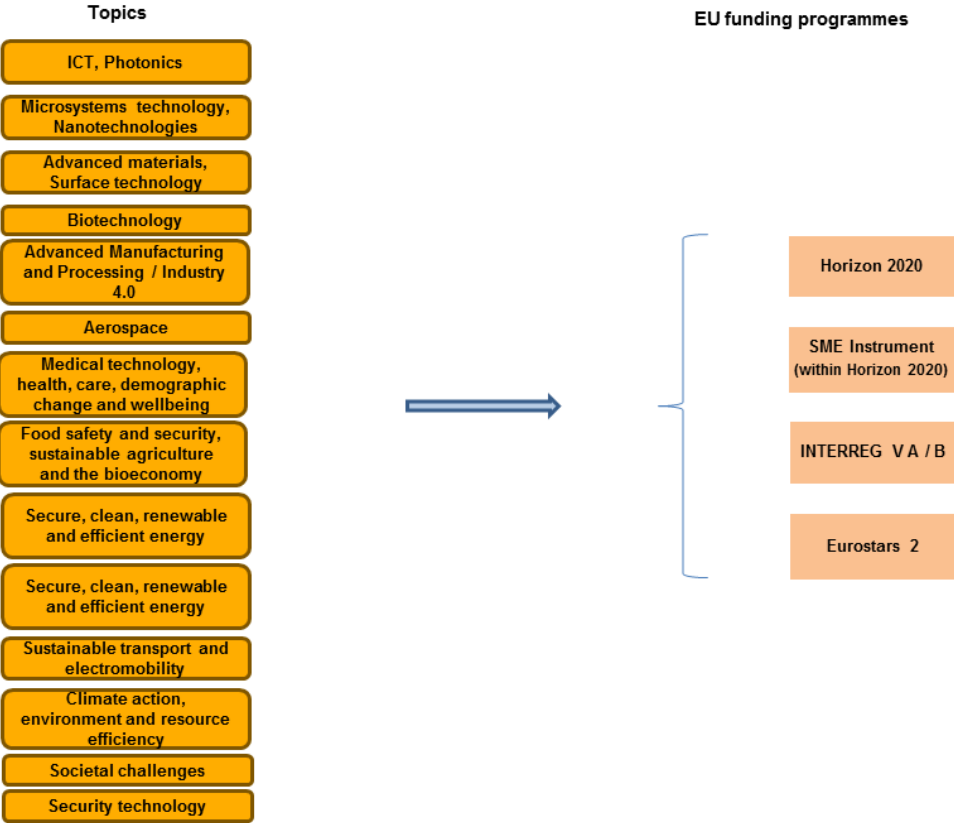 Topics
ICT, Photonics
Microsystems technology,
Nanotechnologies
Advanced materials,
Surface technology
Biotechnology
Advanced Manufacturing
and Processing / Industry
4.0
Aerospace
Medical technology,
health, care, demographic
change and wellbeing
Food safety and security,
sustainable agriculture
and the bioeconomy
Secure, clean, renewable
and efficient energy
Secure, clean, renewable
and efficient energy
Sustainable transport and
electromobility
Climate action,
environment and resource
efficiency
Societal challenges
Security technology
EU funding programmes
Horizon 2020
SME Instrument
(within Horizon 2020)
INTERREG V A / B
Eurostars 2